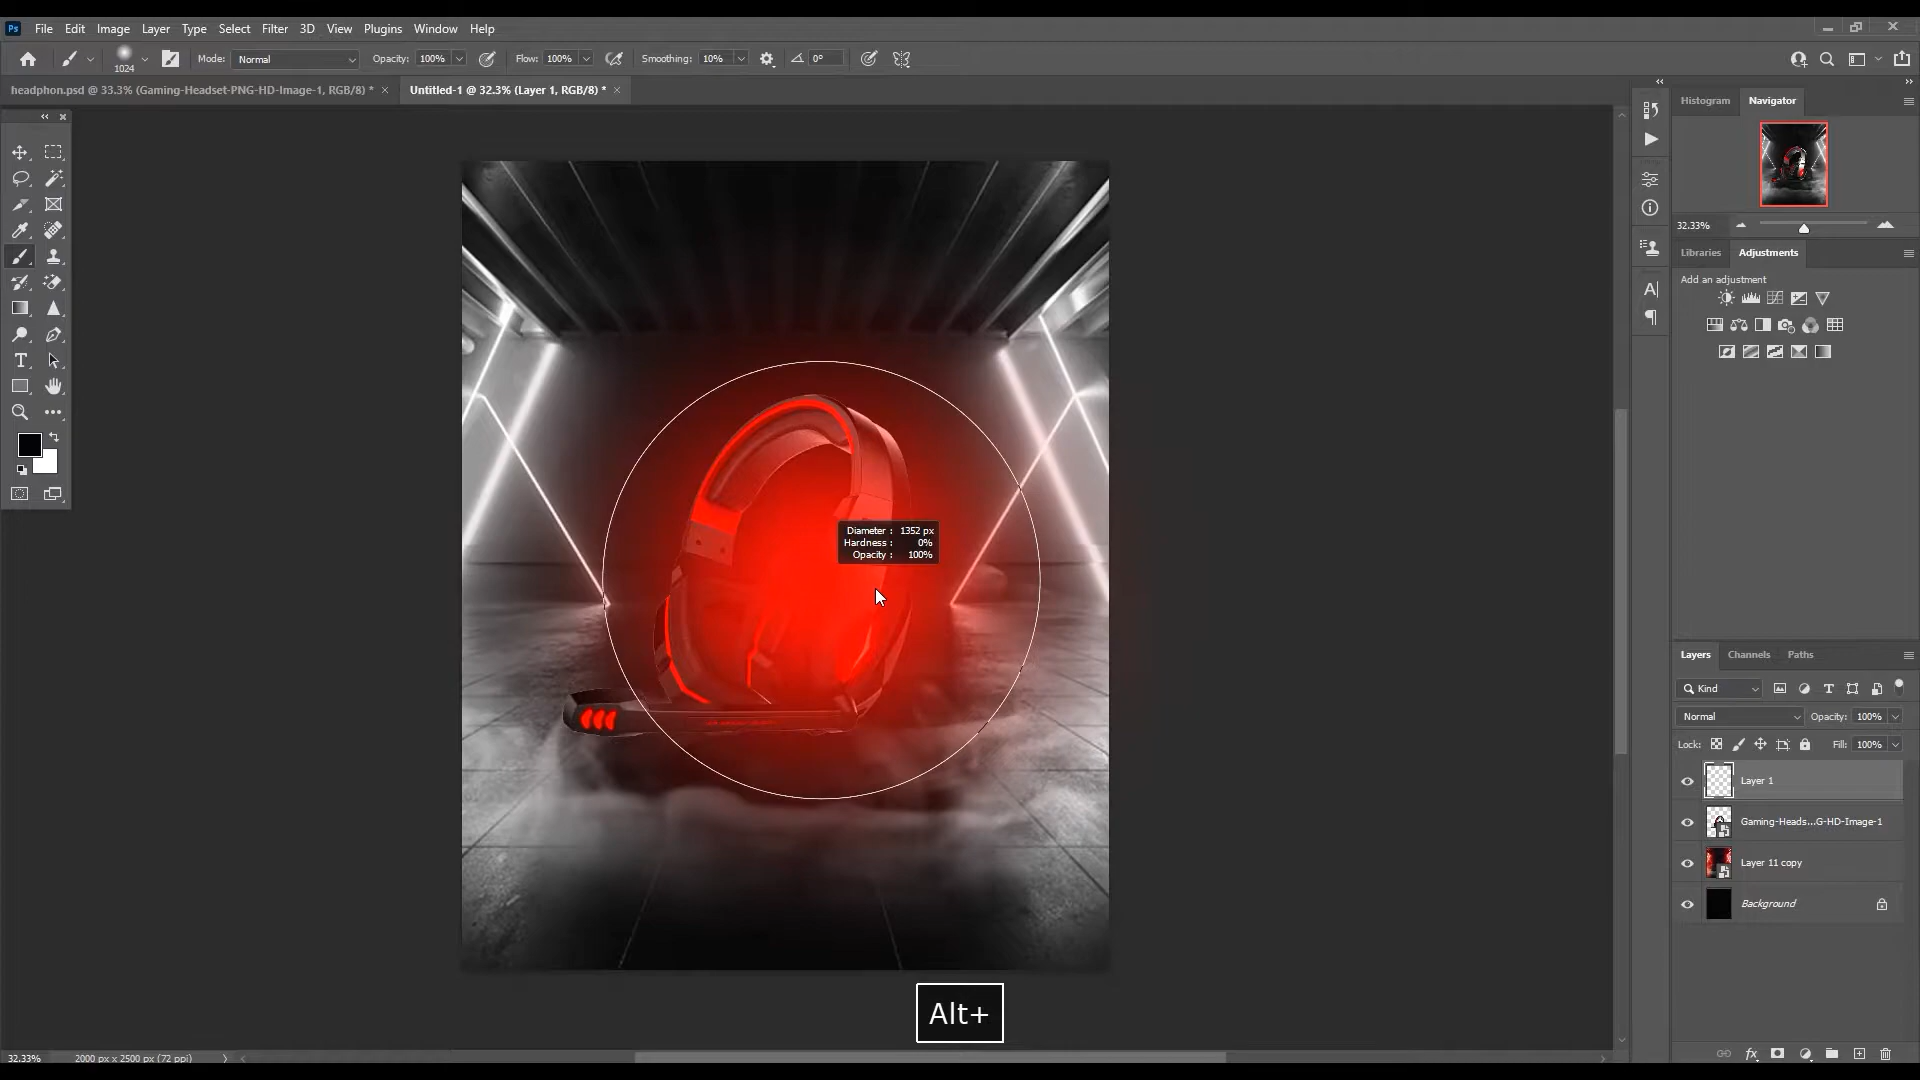 Ps File Edit Image Layer Type Select Filter 3D View Plugins Window Help
1024 Mode: Normal Opacity: 100% Flow: 100% Smoothing: 10% 0°
headphon.psd @ 33.3% (Gaming-Headset-PNG-HD-Image-1, RGB/8) * × Untitled-1 @ 32.3% (Layer 1, RGB/8) * ×
Histogram Navigator
32.33%
Libraries Adjustments
Add an adjustment
Diameter : 1352 px
Hardness : 0%
Opacity : 100%
Layers Channels Paths
Kind
Normal Opacity: 100%
Lock: Fill: 100%
Layer 1
Gaming-Heads...G-HD-Image-1
Layer 11 copy
Background
Alt+
32.33% 2000 px x 2500 px (72 ppi)